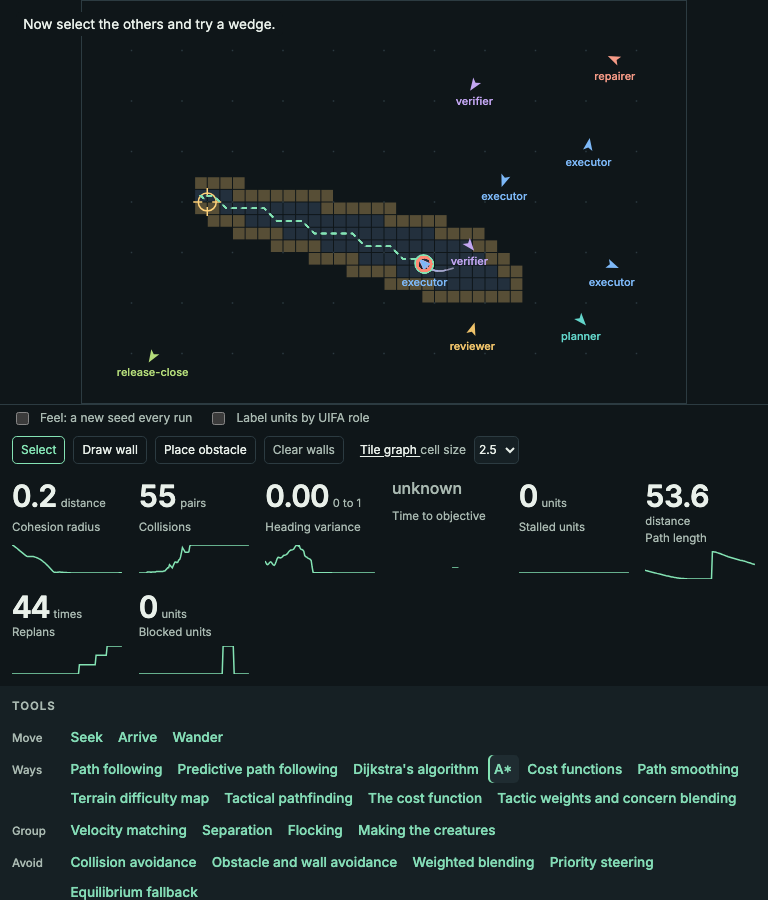 Now select the others and try a wedge.
repairer
verifier
executor
executor
verifier
executor
executor
planner
reviewer
release-close
Feel: a new seed every run
Label units by UIFA role
Select
Draw wall
Place obstacle
Clear walls
Tile graph cell size
2.5
0.2 distance
Cohesion radius
55 pairs
Collisions
0.00 0 to 1
Heading variance
unknown
Time to objective
–
0 units
Stalled units
53.6
distance
Path length
44 times
Replans
0 units
Blocked units
TOOLS
Move Seek Arrive Wander
Ways Path following Predictive path following Dijkstra's algorithm A* Cost functions Path smoothing
Terrain difficulty map Tactical pathfinding The cost function Tactic weights and concern blending
Group Velocity matching Separation Flocking Making the creatures
Avoid Collision avoidance Obstacle and wall avoidance Weighted blending Priority steering
Equilibrium fallback